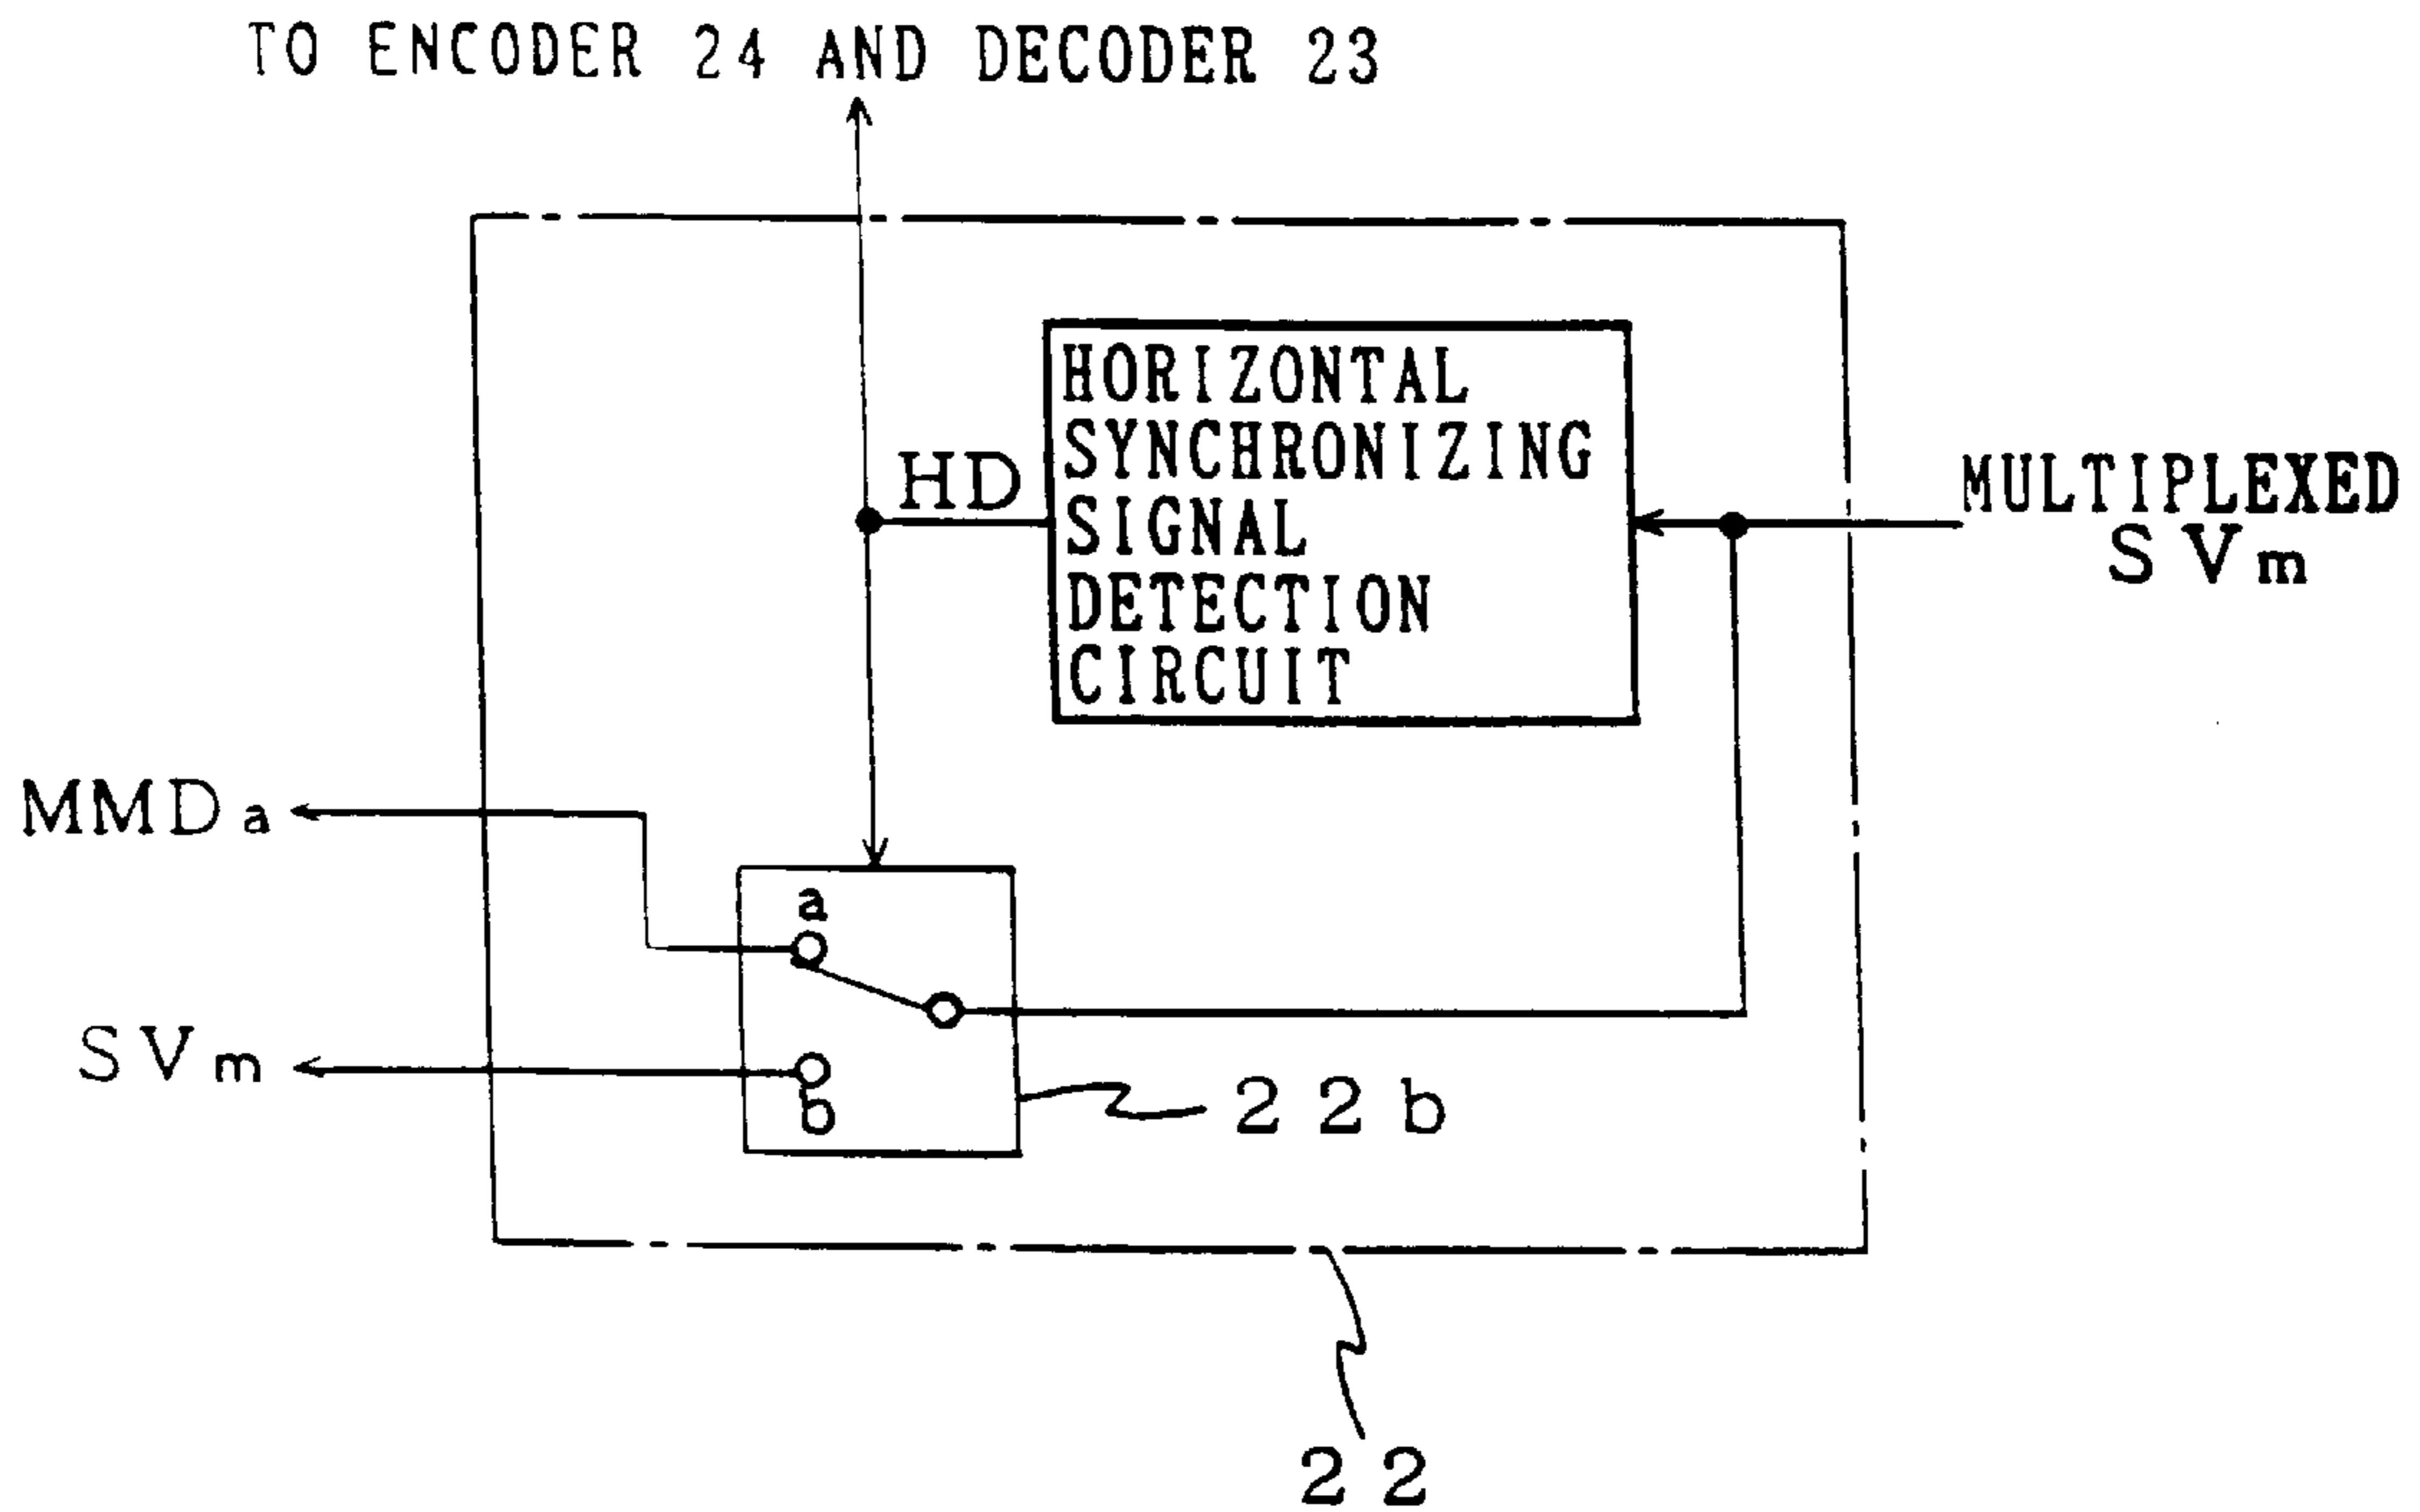 TO ENCODER 24 AND DECODER 23
HORIZONTAL
SYNCHRONIZING
SIGNAL
DETECTION
CIRCUIT
HD
MULTIPLEXED
SVm
MMDa
a
SVm
b
22b
22